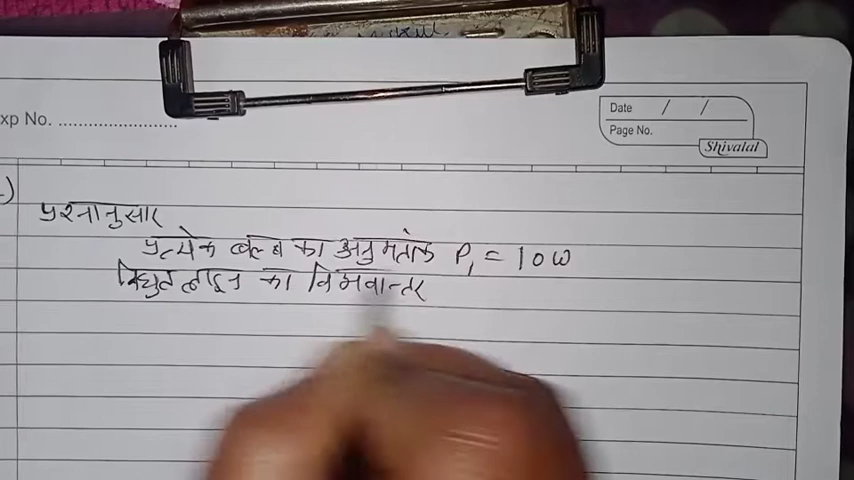 xp No. ..........................
Date / /
Page No.
Shivalal
प्रश्नानुसार
प्रत्येक बल्ब का अनुमतांक P₁ = 10W
विधुत लाइन का विभवान्तर